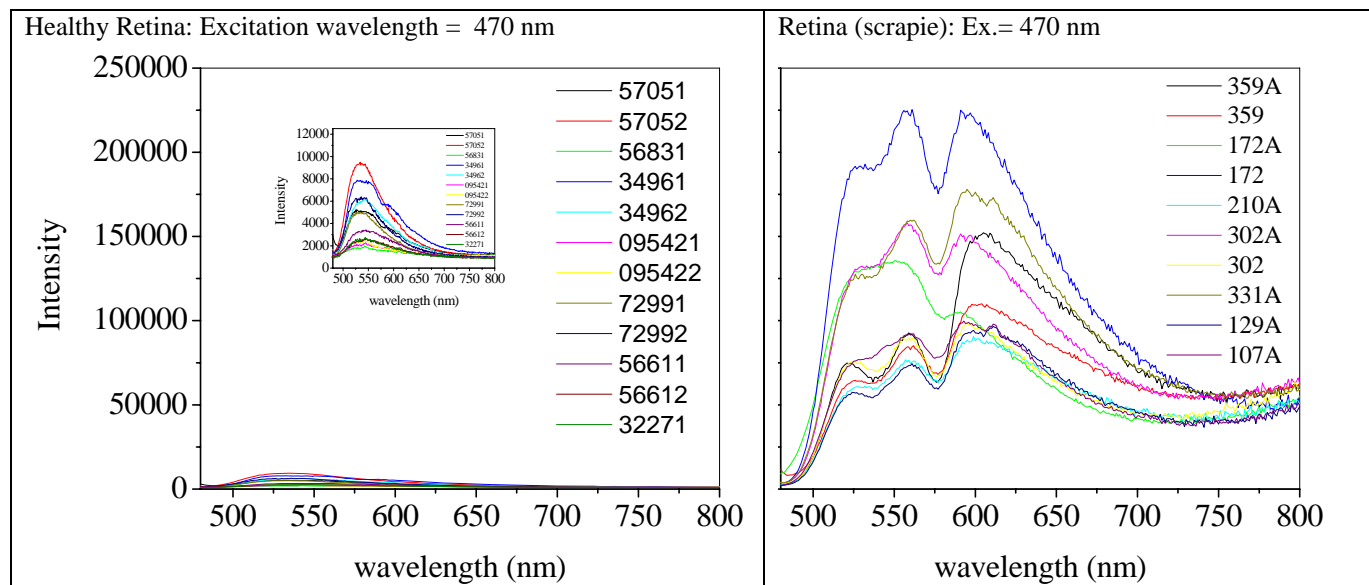 Healthy Retina: Excitation wavelength = 470 nm
250000
200000
150000
100000
50000
0
Intensity
500 550 600 650 700 750 800
wavelength (nm)
12000
10000
8000
6000
4000
2000
0
Intensity
500 550 600 650 700 750 800
wavelength (nm)
57051
57052
56831
34961
34962
095421
095422
72991
72992
56611
56612
32271
57051
57052
56831
34961
34962
095421
095422
72991
72992
56611
56612
32271
Retina (scrapie): Ex.= 470 nm
359A
359
172A
172
210A
302A
302
331A
129A
107A
500 550 600 650 700 750 800
wavelength (nm)